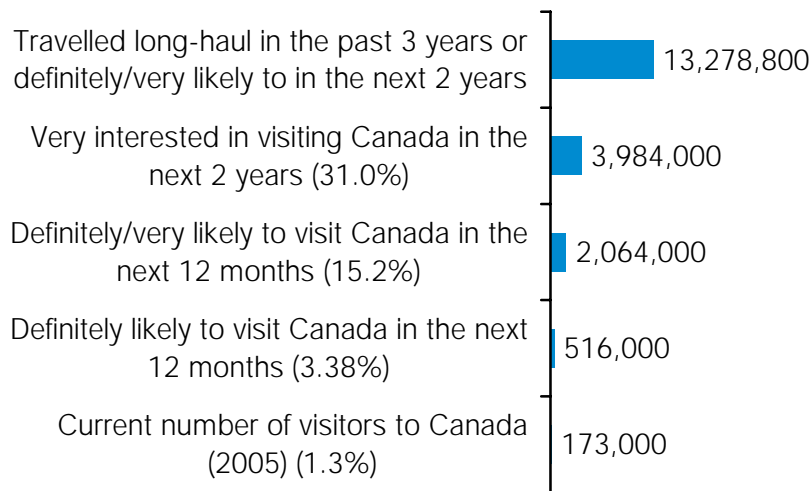 Travelled long-haul in the past 3 years or
definitely/very likely to in the next 2 years
13,278,800
Very interested in visiting Canada in the
next 2 years (31.0%)
3,984,000
Definitely/very likely to visit Canada in the
next 12 months (15.2%)
2,064,000
Definitely likely to visit Canada in the next
12 months (3.38%)
516,000
Current number of visitors to Canada
(2005) (1.3%)
173,000